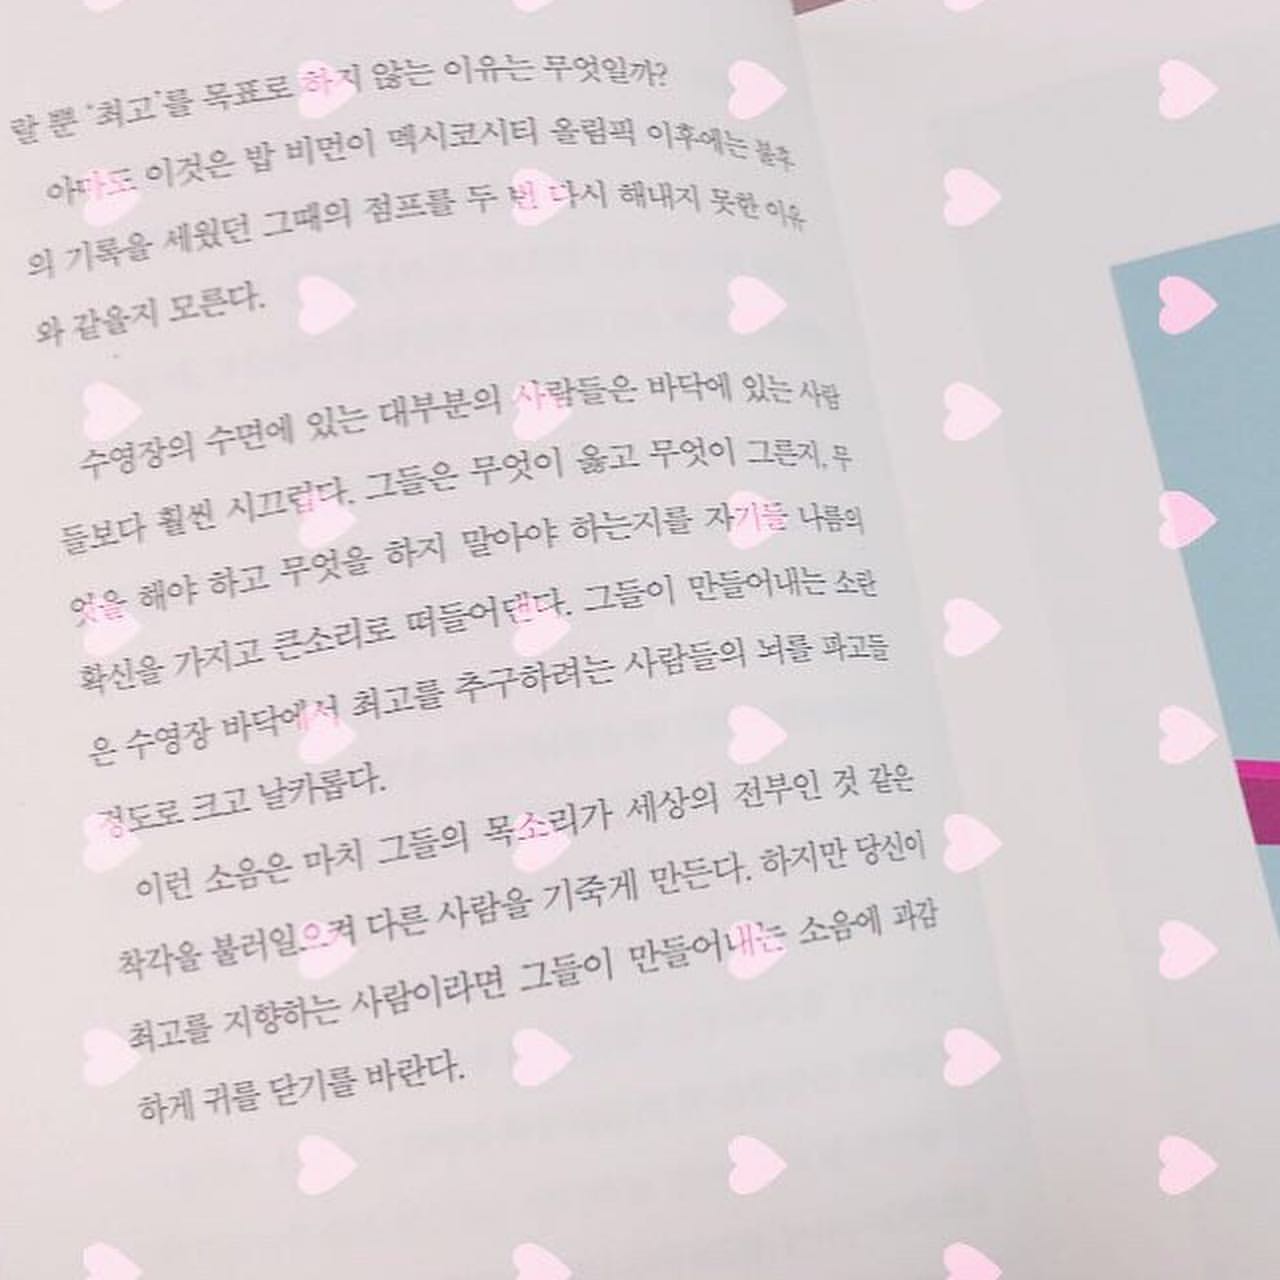 랄 뿐 '최고'를 목표로 하지 않는 이유는 무엇일까?
아마도 이것은 밥 비먼이 멕시코시티 올림픽 이후에는 불후
의 기록을 세웠던 그때의 점프를 두 번 다시 해내지 못한 이유
와 같을지 모른다.
수영장의 수면에 있는 대부분의 사람들은 바닥에 있는 사람
들보다 훨씬 시끄럽다. 그들은 무엇이 옳고 무엇이 그른지, 무
엇을 해야 하고 무엇을 하지 말아야 하는지를 자기들 나름의
확신을 가지고 큰소리로 떠들어댄다. 그들이 만들어내는 소란
은 수영장 바닥에서 최고를 추구하려는 사람들의 뇌를 파고들
정도로 크고 날카롭다.
이런 소음은 마치 그들의 목소리가 세상의 전부인 것 같은
착각을 불러일으켜 다른 사람을 기죽게 만든다. 하지만 당신이
최고를 지향하는 사람이라면 그들이 만들어내는 소음에 과감
하게 귀를 닫기를 바란다.